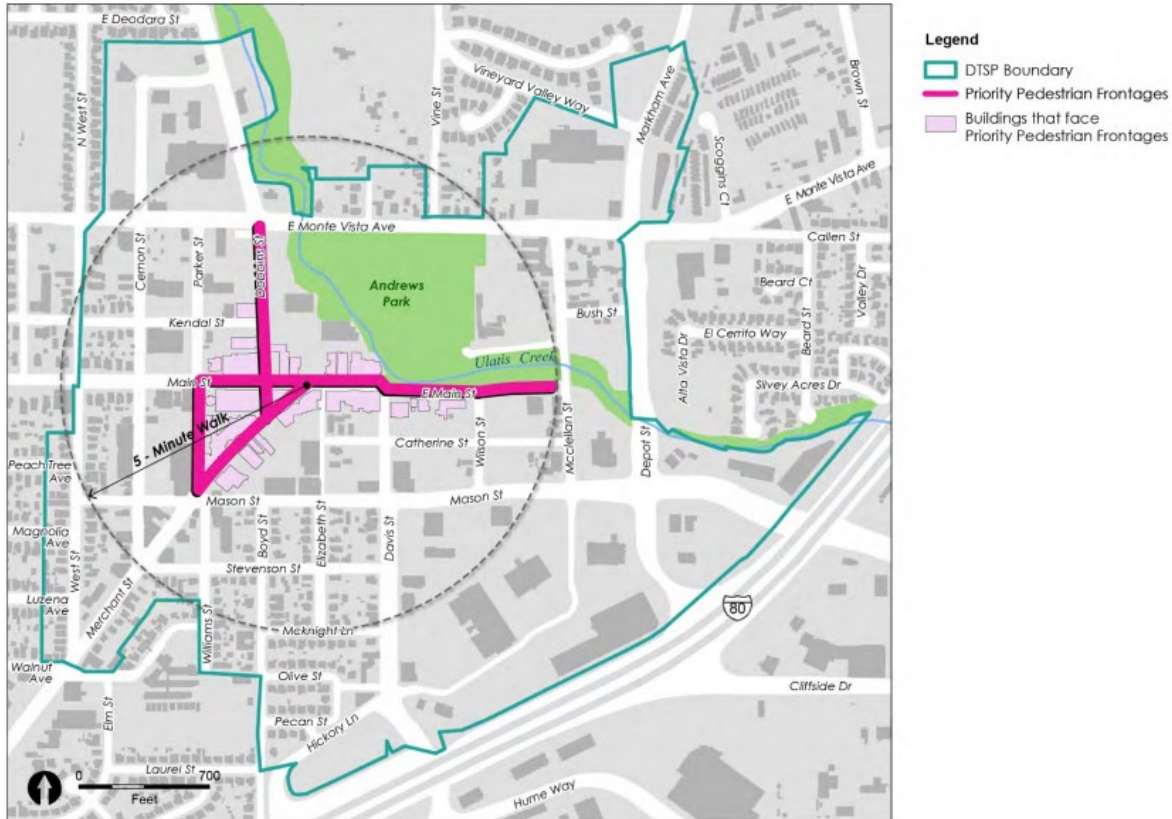 E Deodara St
N West St
Vine St
Vineyard Valley Way
Markham Ave
Scoggins Ct
Brown St
E Monte Vista Ave
E Monte Vista Ave
Callen St
Cernon St
Parker St
Dobbins St
Andrews
Park
Beard Ct
Valley Dr
Bush St
Kendal St
El Cerrito Way
Beard St
Alta Vista Dr
Ulatis Creek
Main St
E Main St
Silvey Acres Dr
5 - Minute Walk
Catherine St
Wilson St
Mcclellan St
Depot St
Peach Tree
Ave
Mason St
Mason St
Magnolia
Ave
West St
Boyd St
Elizabeth St
Davis St
Stevenson St
Luzena
Ave
Merchant St
Williams St
Mcknight Ln
80
Walnut
Ave
Olive St
Cliffside Dr
Elm St
Pecan St
Hickory Ln
Laurel St
0 700
Feet
Hume Way
Legend
DTSP Boundary
Priority Pedestrian Frontages
Buildings that face
Priority Pedestrian Frontages